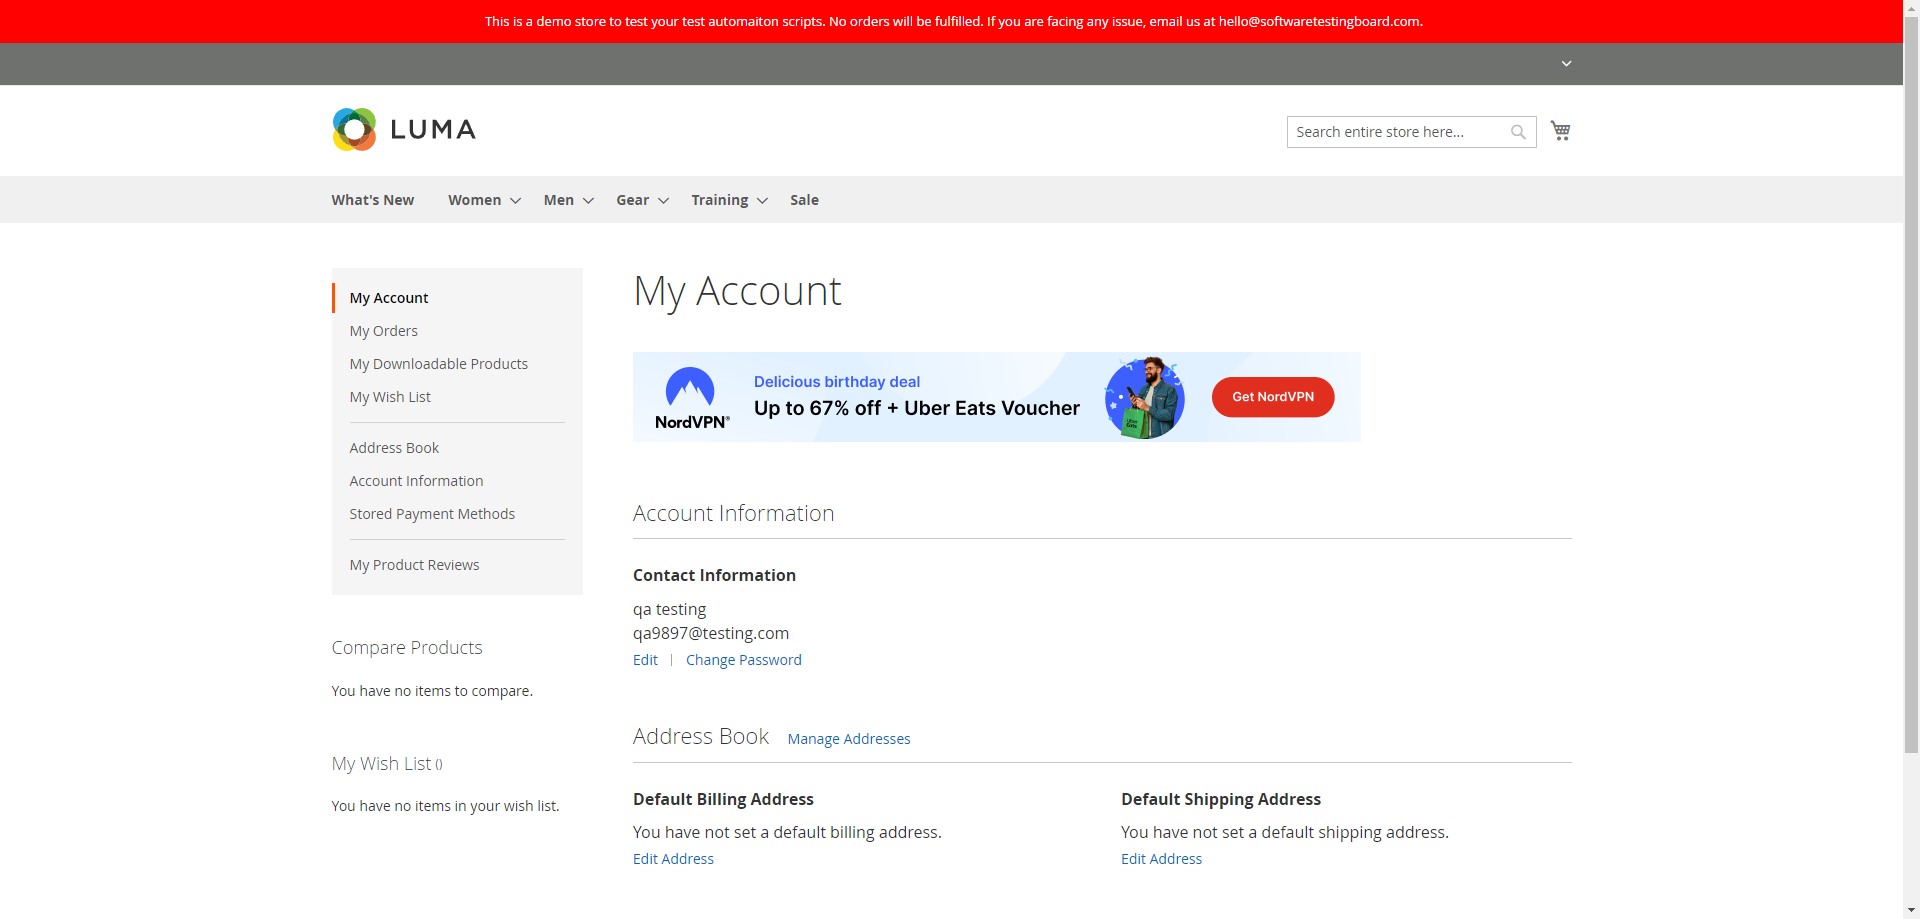 This is a demo store to test your test automaiton scripts. No orders will be fulfilled. If you are facing any issue, email us at hello@softwaretestingboard.com.
LUMA
Search entire store here...
What's New Women Men Gear Training Sale
My Account
My Orders
My Downloadable Products
My Wish List
Address Book
Account Information
Stored Payment Methods
My Product Reviews
Compare Products
You have no items to compare.
My Wish List ()
You have no items in your wish list.
My Account
NordVPN®
Delicious birthday deal
Up to 67% off + Uber Eats Voucher
Uber
Eats
Get NordVPN
Account Information
Contact Information
qa testing
qa9897@testing.com
Edit | Change Password
Address Book Manage Addresses
Default Billing Address
You have not set a default billing address.
Edit Address
Default Shipping Address
You have not set a default shipping address.
Edit Address